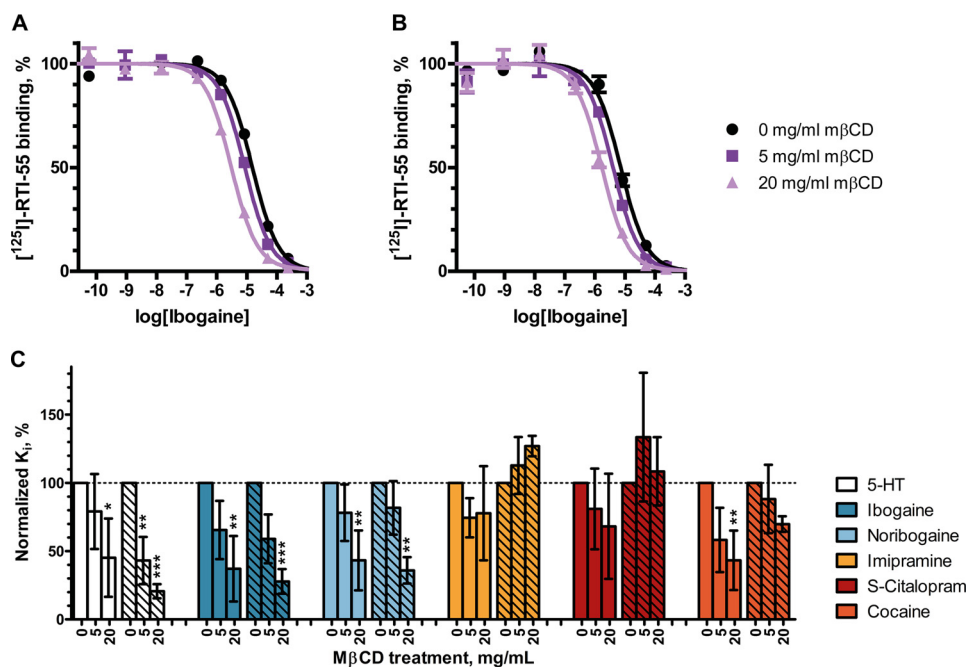 A
[¹²⁵I]-RTI-55 binding, %
100
50
0
-10 -9 -8 -7 -6 -5 -4 -3
log[Ibogaine]
B
[¹²⁵I]-RTI-55 binding, %
100
50
0
-10 -9 -8 -7 -6 -5 -4 -3
log[Ibogaine]
0 mg/ml mβCD
5 mg/ml mβCD
20 mg/ml mβCD
C
Normalized Kᵢ, %
150
100
50
0
* ** *** ** *** ** ** **
0 5 20 0 5 20 0 5 20 0 5 20 0 5 20 0 5 20 0 5 20 0 5 20 0 5 20 0 5 20 0 5 20 0 5 20
MβCD treatment, mg/mL
5-HT
Ibogaine
Noribogaine
Imipramine
S-Citalopram
Cocaine